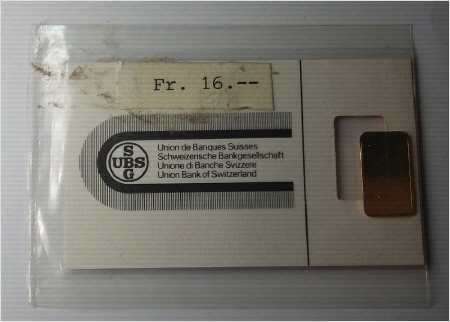 Fr. 16.--
S
UBS
G
Union de Banques Suisses
Schweizerische Bankgesellschaft
Unione di Banche Svizzere
Union Bank of Switzerland